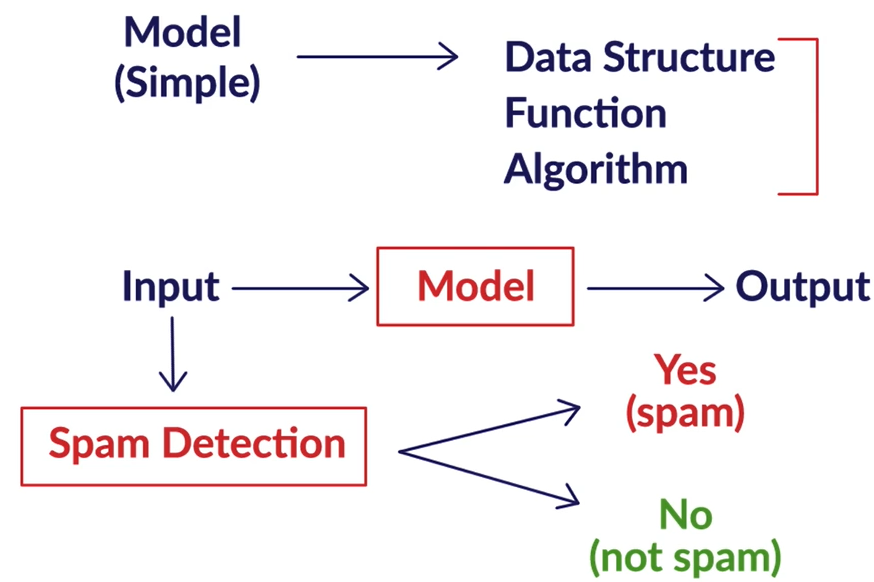 Model
(Simple)
Data Structure
Function
Algorithm
Input
Model
Output
Spam Detection
Yes
(spam)
No
(not spam)